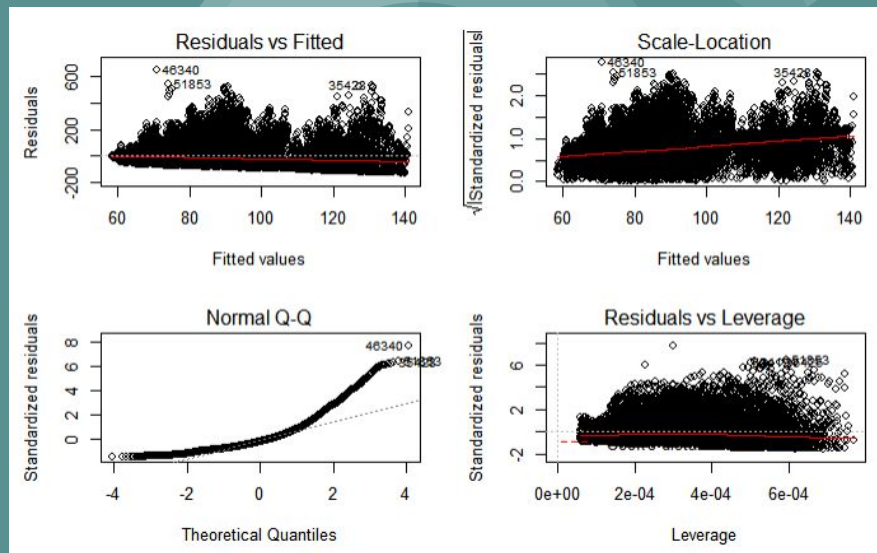 Residuals vs Fitted
Residuals
600
200
-200
46340
51853
35428
60 80 100 120 140
Fitted values
Scale-Location
√|Standardized residuals|
2.0
1.0
0.0
46340
51853
35428
60 80 100 120 140
Fitted values
Normal Q-Q
Standardized residuals
8
6
4
2
0
46340
-4 -2 0 2 4
Theoretical Quantiles
Residuals vs Leverage
Standardized residuals
6
2
-2
51853
0e+00 2e-04 4e-04 6e-04
Leverage